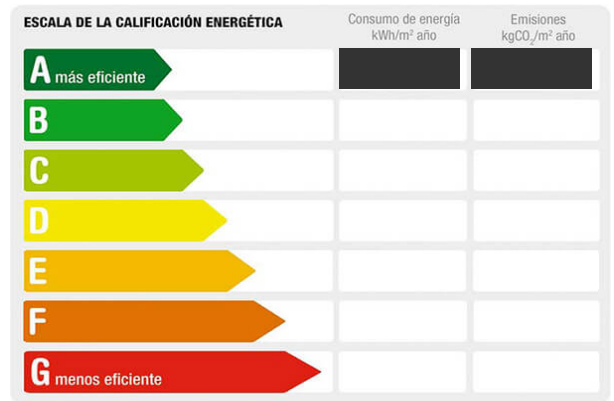 ESCALA DE LA CALIFICACIÓN ENERGÉTICA
Consumo de energía
kWh/m² año
Emisiones
kgCO₂/m² año
A más eficiente
B
C
D
E
F
G menos eficiente